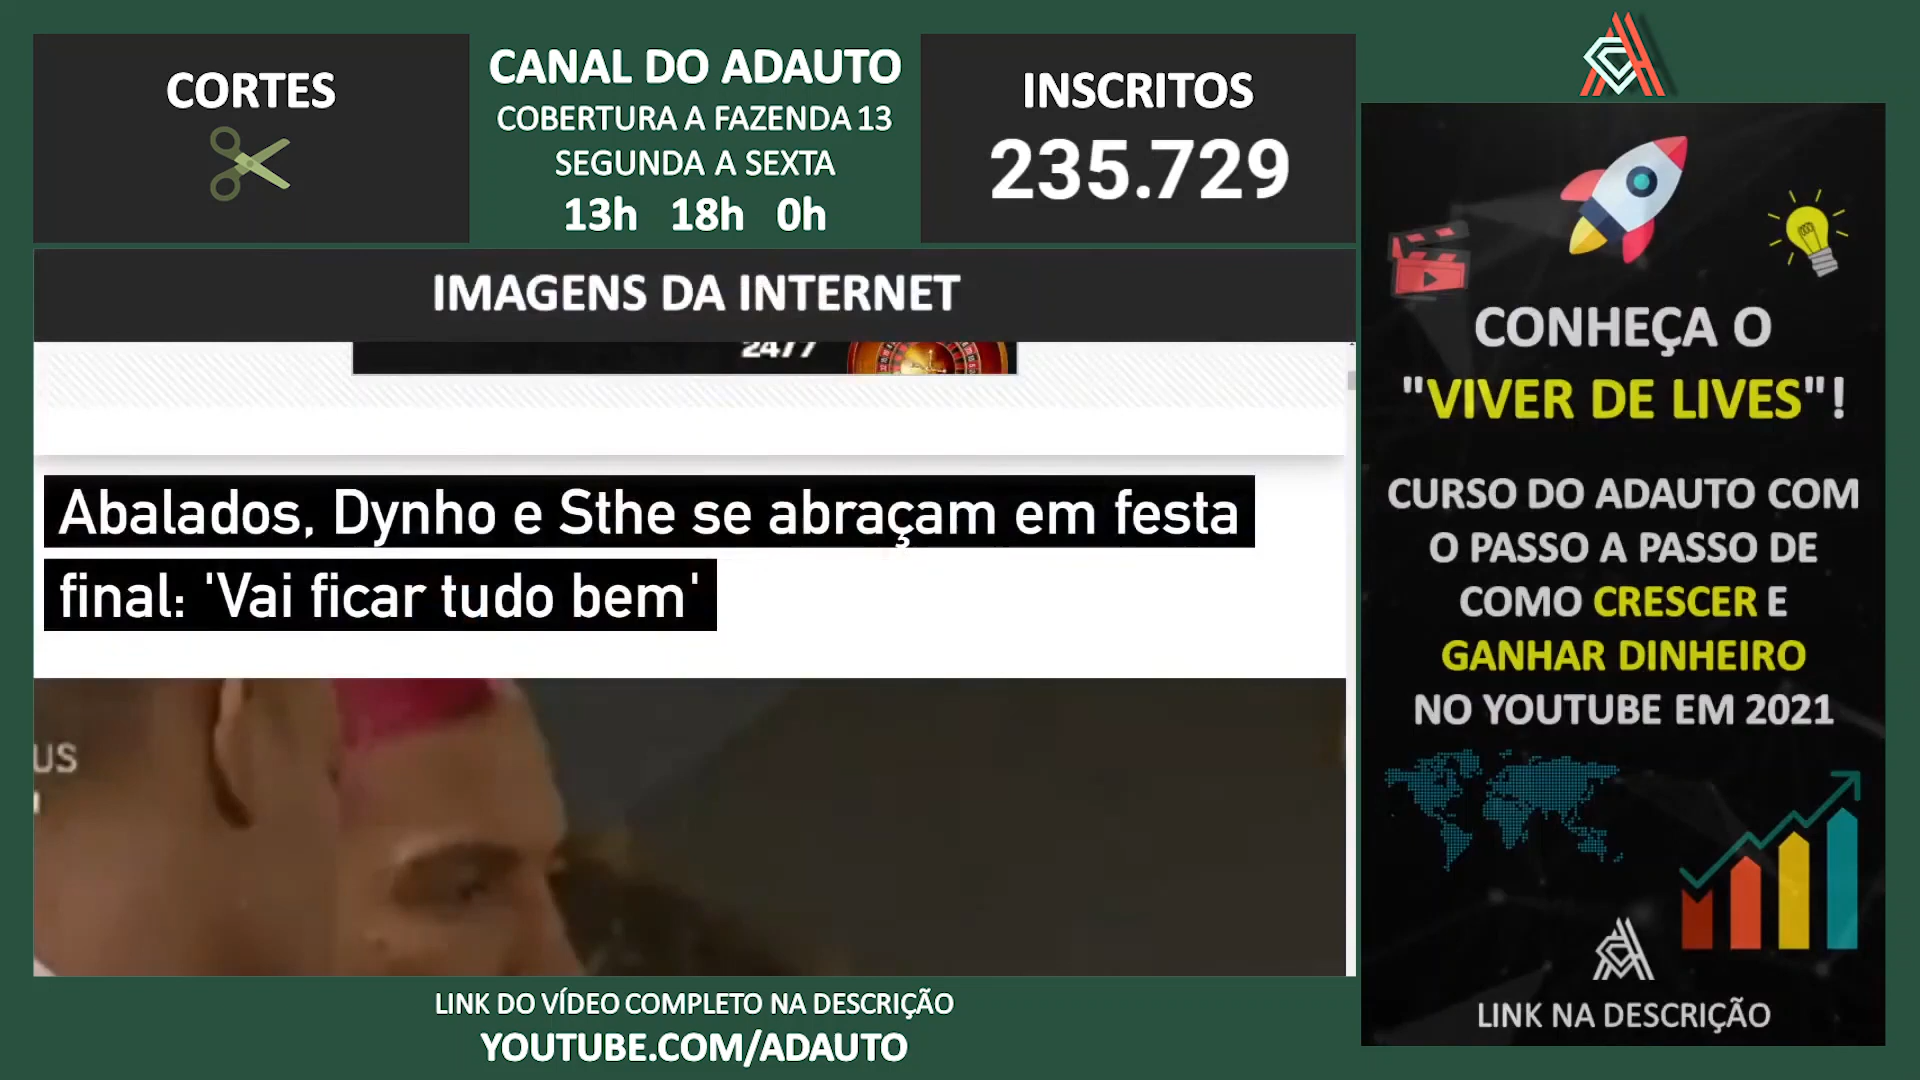 CORTES
CANAL DO ADAUTO
COBERTURA A FAZENDA 13
SEGUNDA A SEXTA
13h 18h 0h
INSCRITOS
235.729
IMAGENS DA INTERNET
24/7
Abalados, Dynho e Sthe se abraçam em festa
final: 'Vai ficar tudo bem'
US
LINK DO VÍDEO COMPLETO NA DESCRIÇÃO
YOUTUBE.COM/ADAUTO
CONHEÇA O
"VIVER DE LIVES"!
CURSO DO ADAUTO COM
O PASSO A PASSO DE
COMO CRESCER E
GANHAR DINHEIRO
NO YOUTUBE EM 2021
LINK NA DESCRIÇÃO